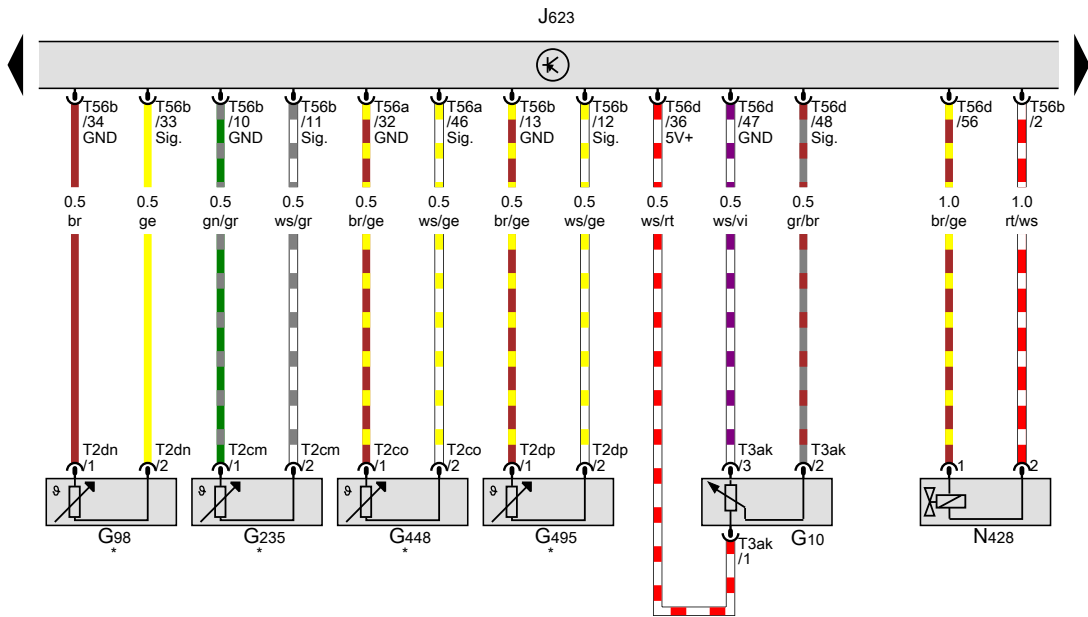 J623
T56b T56b T56b T56b T56a T56a T56b T56b T56d T56d T56d T56d T56b
/34 /33 /10 /11 /32 /46 /13 /12 /36 /47 /48 /56 /2
GND Sig. GND Sig. GND Sig. GND Sig. 5V+ GND Sig.
0.5 0.5 0.5 0.5 0.5 0.5 0.5 0.5 0.5 0.5 0.5 1.0 1.0
br ge gn/gr ws/gr br/ge ws/ge br/ge ws/ge ws/rt ws/vi gr/br br/ge rt/ws
T2dn T2dn T2cm T2cm T2co T2co T2dp T2dp T3ak T3ak
/1 /2 /1 /2 /1 /2 /1 /2 /3 /2 1 2
ϑ ϑ ϑ ϑ
G98 G235 G448 G495 T3ak G10 N428
* * * * /1